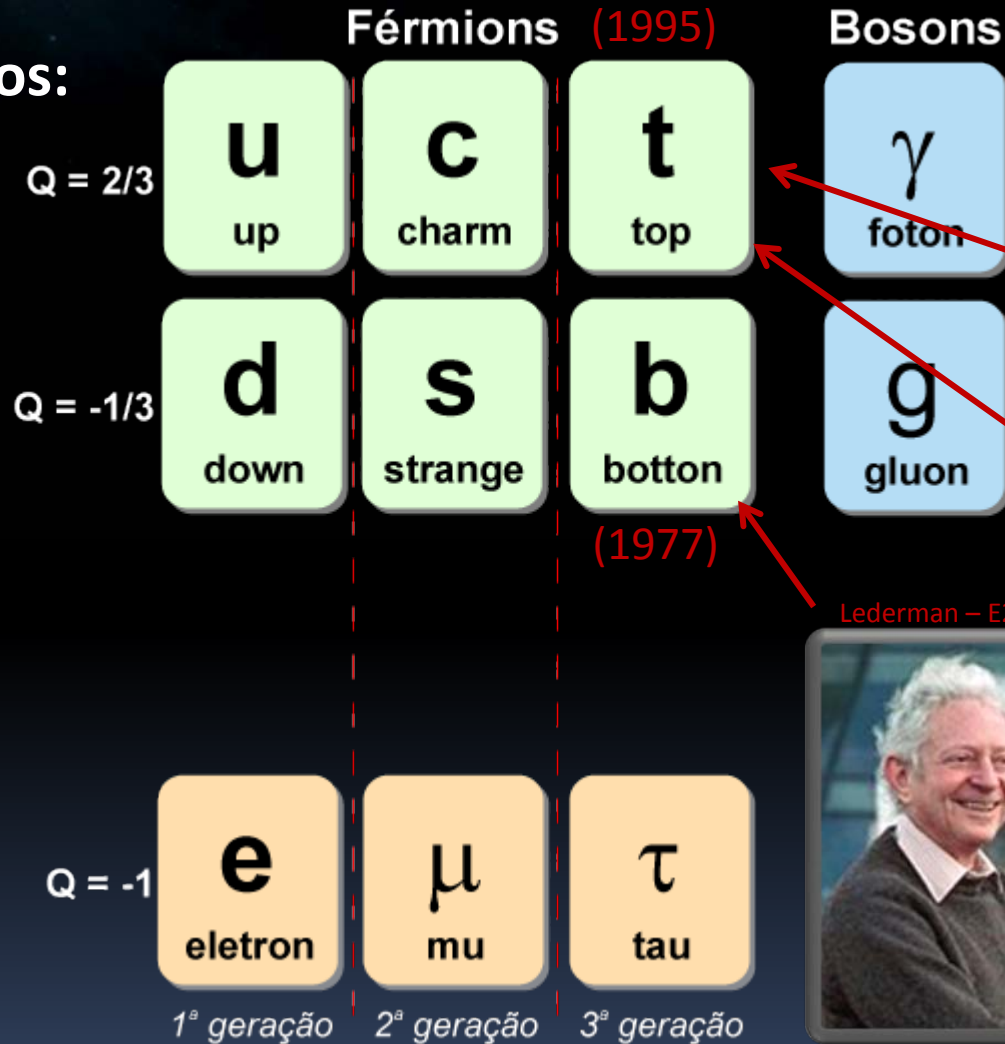 Férmions (1995) Bosons
os:
Q = 2/3
u
up
c
charm
t
top
γ
foton
Q = -1/3
d
down
s
strange
b
botton
g
gluon
(1977)
Lederman – E
Q = -1
e
eletron
μ
mu
τ
tau
1ª geração 2ª geração 3ª geração